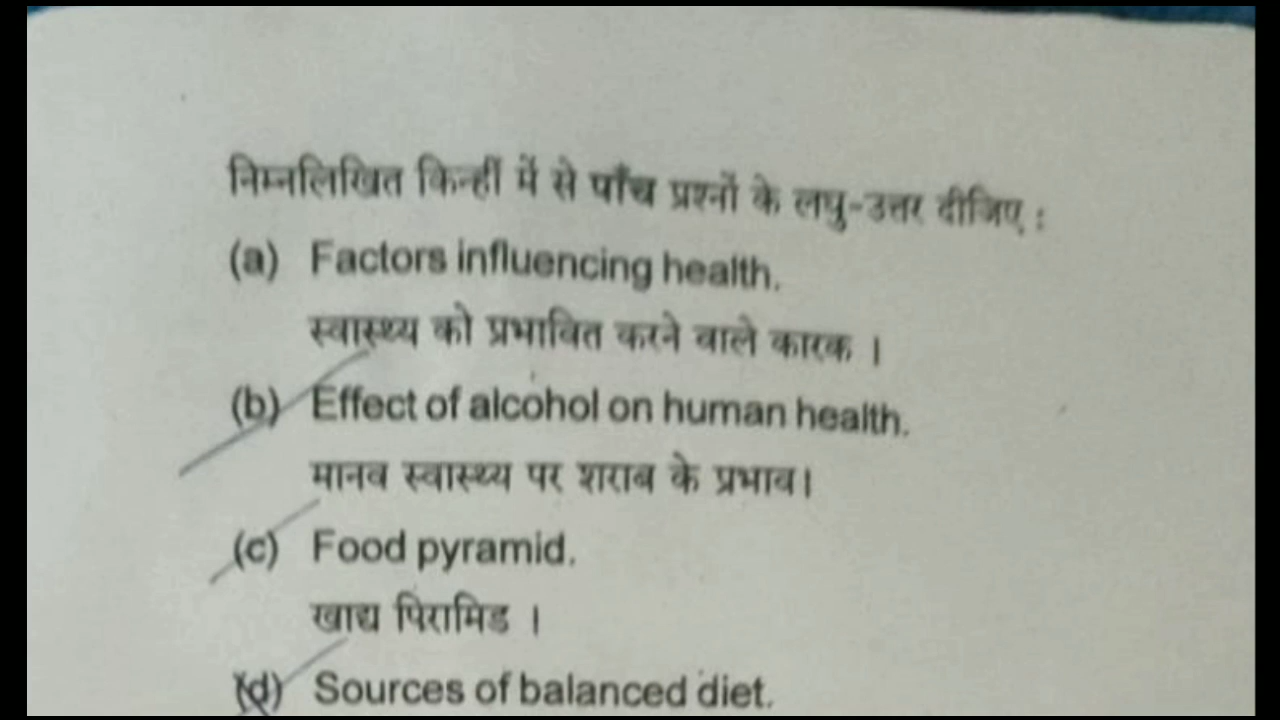 निम्नलिखित किन्हीं में से पाँच प्रश्नों के लघु-उत्तर दीजिए :
(a) Factors influencing health.
स्वास्थ्य को प्रभावित करने वाले कारक ।
(b) Effect of alcohol on human health.
मानव स्वास्थ्य पर शराब के प्रभाव।
(c) Food pyramid.
खाद्य पिरामिड ।
(d) Sources of balanced diet.